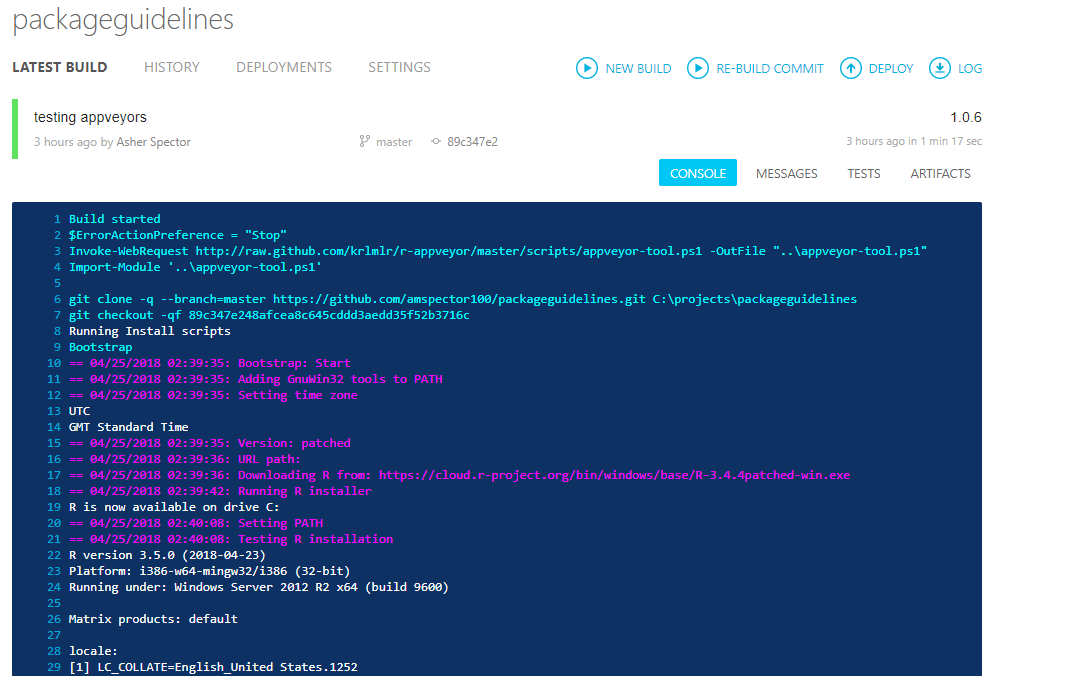 packageguidelines
LATEST BUILD HISTORY DEPLOYMENTS SETTINGS NEW BUILD RE-BUILD COMMIT DEPLOY LOG
testing appveyors 1.0.6
3 hours ago by Asher Spector master 89c347e2 3 hours ago in 1 min 17 sec
CONSOLE MESSAGES TESTS ARTIFACTS
1 Build started
2 $ErrorActionPreference = "Stop"
3 Invoke-WebRequest http://raw.github.com/krlmlr/r-appveyor/master/scripts/appveyor-tool.ps1 -OutFile "..\appveyor-tool.ps1"
4 Import-Module '..\appveyor-tool.ps1'
5
6 git clone -q --branch=master https://github.com/amspector100/packageguidelines.git C:\projects\packageguidelines
7 git checkout -qf 89c347e248afcea8c645cddd3aedd35f52b3716c
8 Running Install scripts
9 Bootstrap
10 == 04/25/2018 02:39:35: Bootstrap: Start
11 == 04/25/2018 02:39:35: Adding GnuWin32 tools to PATH
12 == 04/25/2018 02:39:35: Setting time zone
13 UTC
14 GMT Standard Time
15 == 04/25/2018 02:39:35: Version: patched
16 == 04/25/2018 02:39:36: URL path:
17 == 04/25/2018 02:39:36: Downloading R from: https://cloud.r-project.org/bin/windows/base/R-3.4.4patched-win.exe
18 == 04/25/2018 02:39:42: Running R installer
19 R is now available on drive C:
20 == 04/25/2018 02:40:08: Setting PATH
21 == 04/25/2018 02:40:08: Testing R installation
22 R version 3.5.0 (2018-04-23)
23 Platform: i386-w64-mingw32/i386 (32-bit)
24 Running under: Windows Server 2012 R2 x64 (build 9600)
25
26 Matrix products: default
27
28 locale:
29 [1] LC_COLLATE=English_United States.1252